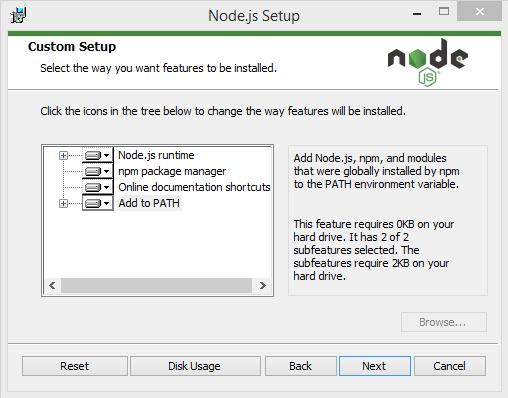 Node.js Setup
Custom Setup
Select the way you want features to be installed.
node
JS
Click the icons in the tree below to change the way features will be installed.
Node.js runtime
npm package manager
Online documentation shortcuts
Add to PATH
Add Node.js, npm, and modules
that were globally installed by npm
to the PATH environment variable.
This feature requires 0KB on your
hard drive. It has 2 of 2
subfeatures selected. The
subfeatures require 2KB on your
hard drive.
Browse...
Reset
Disk Usage
Back
Next
Cancel